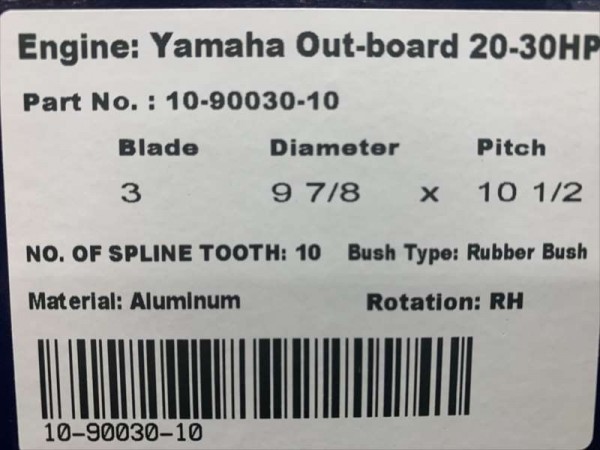 Engine: Yamaha Out-board 20-30HP
Part No. : 10-90030-10
Blade Diameter Pitch
3 9 7/8 x 10 1/2
NO. OF SPLINE TOOTH: 10 Bush Type: Rubber Bush
Material: Aluminum Rotation: RH
10-90030-10